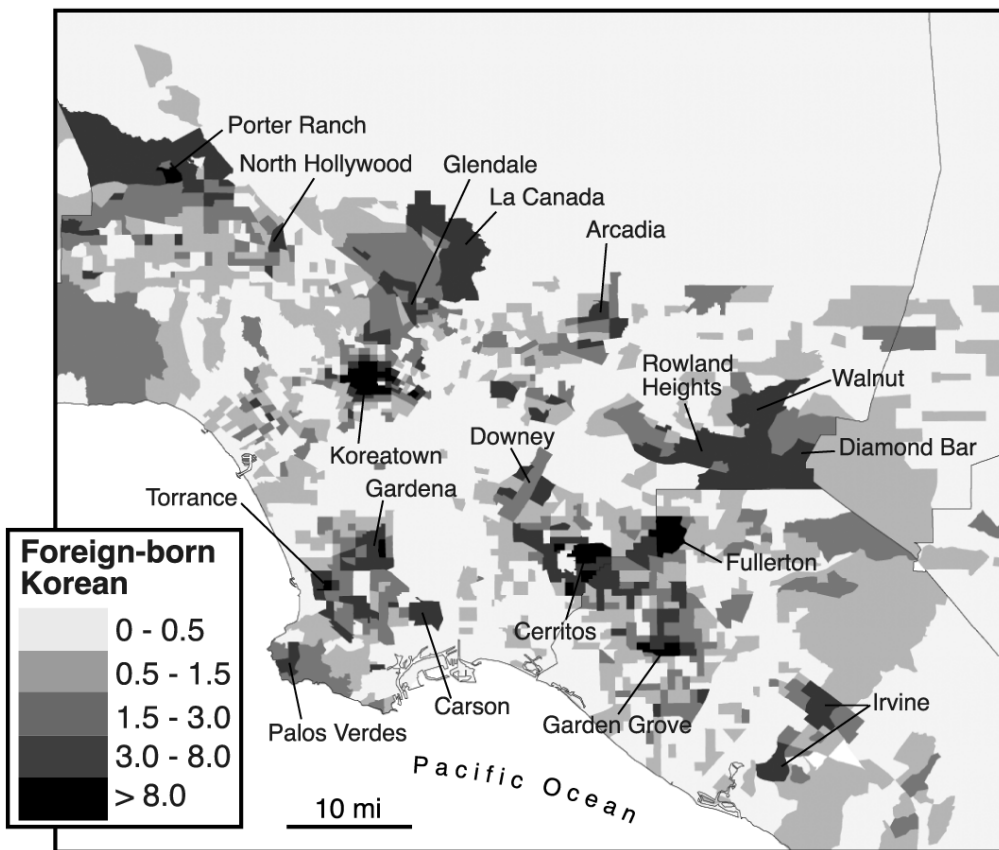 Porter Ranch
North Hollywood
Glendale
La Canada
Arcadia
Rowland
Heights
Walnut
Diamond Bar
Koreatown
Downey
Gardena
Torrance
Fullerton
Cerritos
Carson
Garden Grove
Irvine
Palos Verdes
Pacific Ocean
10 mi
Foreign-born
Korean
0 - 0.5
0.5 - 1.5
1.5 - 3.0
3.0 - 8.0
> 8.0